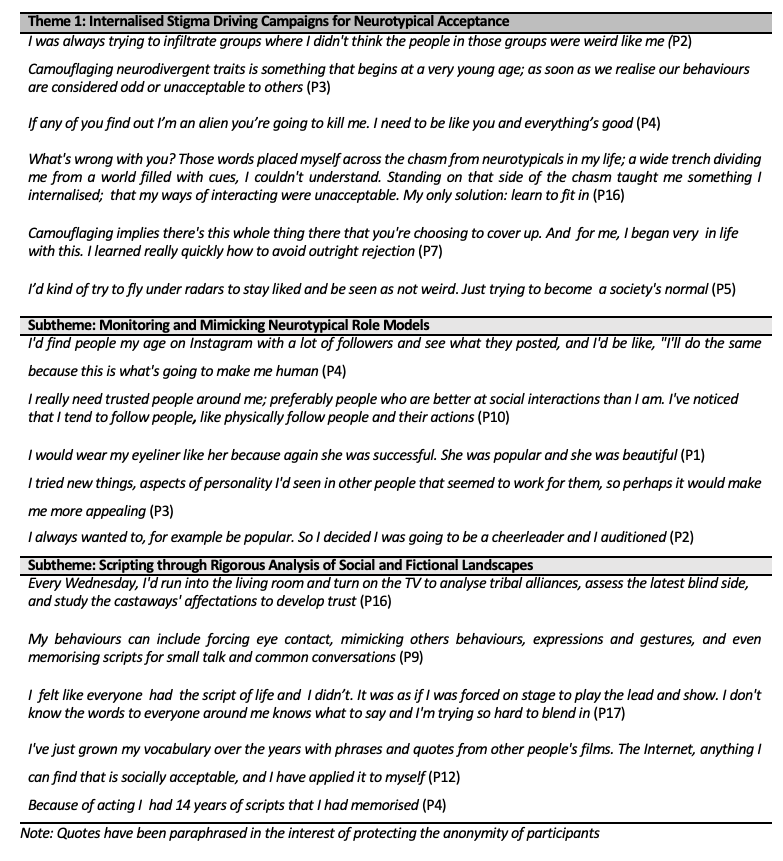 Theme 1: Internalised Stigma Driving Campaigns for Neurotypical Acceptance
I was always trying to infiltrate groups where I didn't think the people in those groups were weird like me (P2)
Camouflaging neurodivergent traits is something that begins at a very young age; as soon as we realise our behaviours
are considered odd or unacceptable to others (P3)
If any of you find out I'm an alien you're going to kill me. I need to be like you and everything's good (P4)
What's wrong with you? Those words placed myself across the chasm from neurotypicals in my life; a wide trench dividing
me from a world filled with cues, I couldn't understand. Standing on that side of the chasm taught me something I
internalised; that my ways of interacting were unacceptable. My only solution: learn to fit in (P16)
Camouflaging implies there's this whole thing there that you're choosing to cover up. And for me, I began very in life
with this. I learned really quickly how to avoid outright rejection (P7)
I'd kind of try to fly under radars to stay liked and be seen as not weird. Just trying to become a society's normal (P5)
Subtheme: Monitoring and Mimicking Neurotypical Role Models
I'd find people my age on Instagram with a lot of followers and see what they posted, and I'd be like, "I'll do the same
because this is what's going to make me human (P4)
I really need trusted people around me; preferably people who are better at social interactions than I am. I've noticed
that I tend to follow people, like physically follow people and their actions (P10)
I would wear my eyeliner like her because again she was successful. She was popular and she was beautiful (P1)
I tried new things, aspects of personality I'd seen in other people that seemed to work for them, so perhaps it would make
me more appealing (P3)
I always wanted to, for example be popular. So I decided I was going to be a cheerleader and I auditioned (P2)
Subtheme: Scripting through Rigorous Analysis of Social and Fictional Landscapes
Every Wednesday, I'd run into the living room and turn on the TV to analyse tribal alliances, assess the latest blind side,
and study the castaways' affectations to develop trust (P16)
My behaviours can include forcing eye contact, mimicking others behaviours, expressions and gestures, and even
memorising scripts for small talk and common conversations (P9)
I felt like everyone had the script of life and I didn't. It was as if I was forced on stage to play the lead and show. I don't
know the words to everyone around me knows what to say and I'm trying so hard to blend in (P17)
I've just grown my vocabulary over the years with phrases and quotes from other people's films. The Internet, anything I
can find that is socially acceptable, and I have applied it to myself (P12)
Because of acting I had 14 years of scripts that I had memorised (P4)
Note: Quotes have been paraphrased in the interest of protecting the anonymity of participants